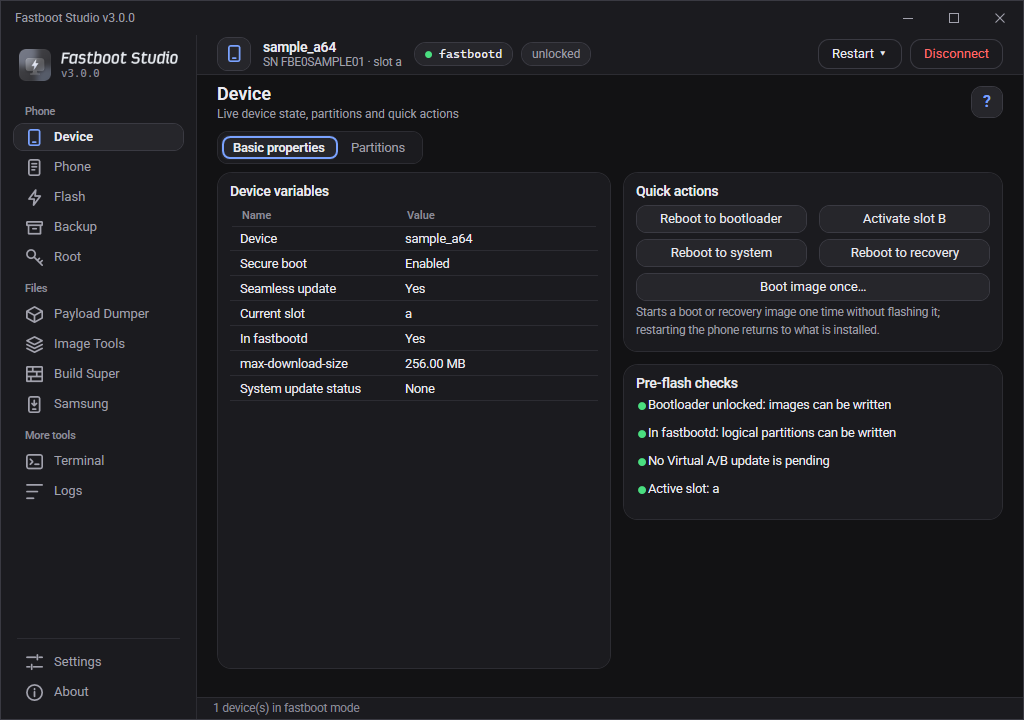 Fastboot Studio v3.0.0
Fastboot Studio
v3.0.0
Phone
Device
Phone
Flash
Backup
Root
Files
Payload Dumper
Image Tools
Build Super
Samsung
More tools
Terminal
Logs
Settings
About
sample_a64
SN FBE0SAMPLE01 · slot a
fastbootd
unlocked
Restart ▾
Disconnect
Device
Live device state, partitions and quick actions
?
Basic properties
Partitions
Device variables
Name Value
Device sample_a64
Secure boot Enabled
Seamless update Yes
Current slot a
In fastbootd Yes
max-download-size 256.00 MB
System update status None
Quick actions
Reboot to bootloader
Activate slot B
Reboot to system
Reboot to recovery
Boot image once…
Starts a boot or recovery image one time without flashing it;
restarting the phone returns to what is installed.
Pre-flash checks
Bootloader unlocked: images can be written
In fastbootd: logical partitions can be written
No Virtual A/B update is pending
Active slot: a
1 device(s) in fastboot mode